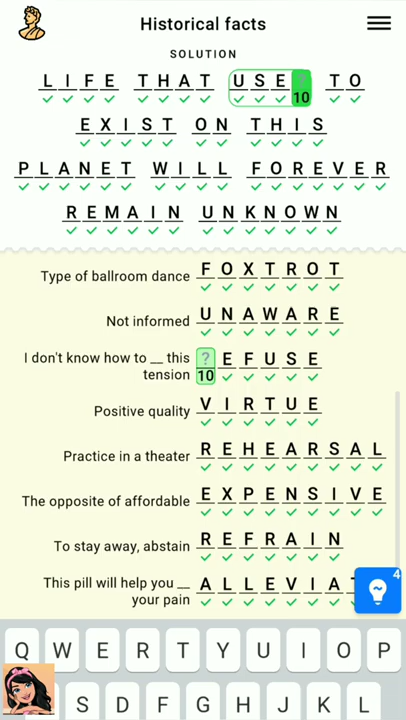 Historical facts
SOLUTION
LIFE THAT USE? TO
10
EXIST ON THIS
PLANET WILL FOREVER
REMAIN UNKNOWN
Type of ballroom dance FOXTROT
Not informed UNAWARE
I don't know how to __ this
tension ?EFUSE
10
Positive quality VIRTUE
Practice in a theater REHEARSAL
The opposite of affordable EXPENSIVE
To stay away, abstain REFRAIN
This pill will help you __
your pain ALLEVIAT
4
Q W E R T Y U I O P
S D F G H J K L